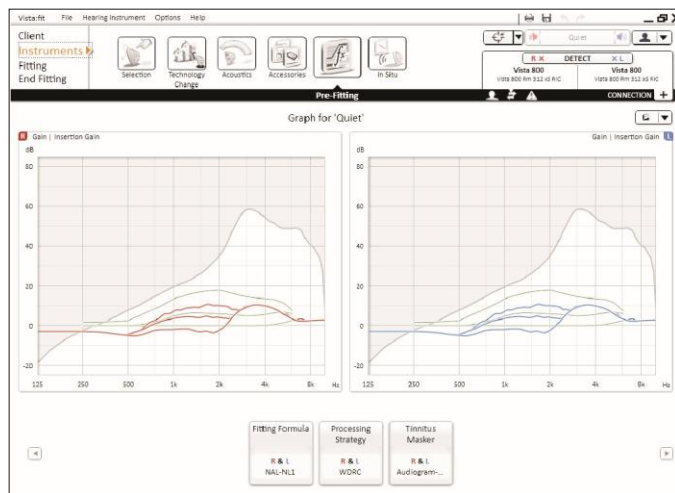 Vista:fit File Hearing Instrument Options Help
Client
Instruments
Fitting
End Fitting
Selection
Technology
Change
Acoustics
Accessories
In Situ
Quiet
R X DETECT X L
Vista 800 Vista 800
Vista 800 Rm 312 x3 RIC Vista 800 Rm 312 x3 RIC
Pre-Fitting
CONNECTION +
Graph for 'Quiet'
R Gain | Insertion Gain
Gain | Insertion Gain L
dB
80
60
40
20
0
-20
125 250 500 1k 2k 4k 8k Hz
dB
80
60
40
20
0
-20
125 250 500 1k 2k 4k 8k Hz
Fitting Formula
R & L
NAL-NL1
Processing
Strategy
R & L
WDRC
Tinnitus
Masker
R & L
Audiogram-...